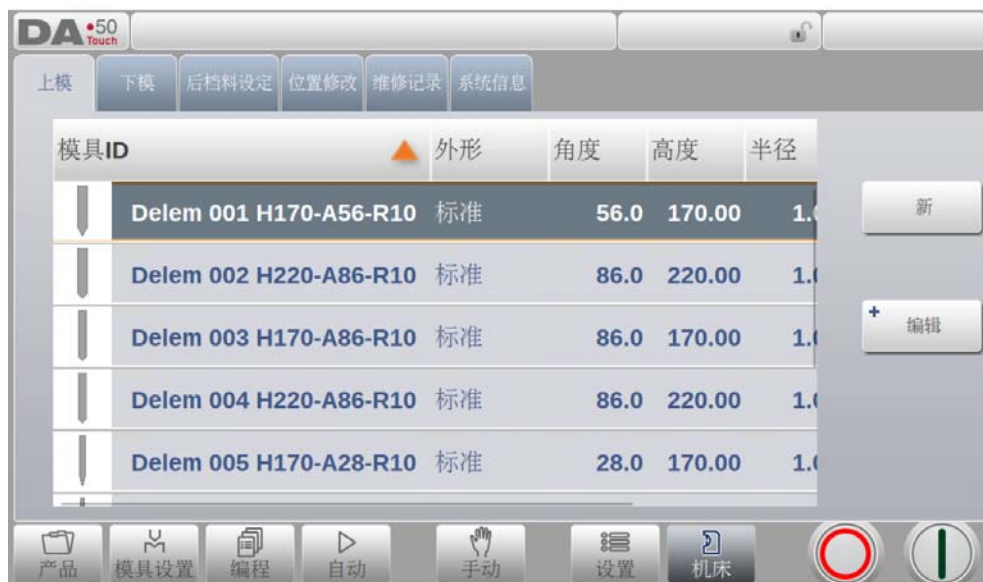 DA•50
Touch
上模 下模 后档料设定 位置修改 维修记录 系统信息
模具ID 外形 角度 高度 半径
Delem 001 H170-A56-R10 标准 56.0 170.00
Delem 002 H220-A86-R10 标准 86.0 220.00
Delem 003 H170-A86-R10 标准 86.0 170.00
Delem 004 H220-A86-R10 标准 86.0 220.00
Delem 005 H170-A28-R10 标准 28.0 170.00
新
+ 编辑
产品 模具设置 编程 自动 手动 设置 机床